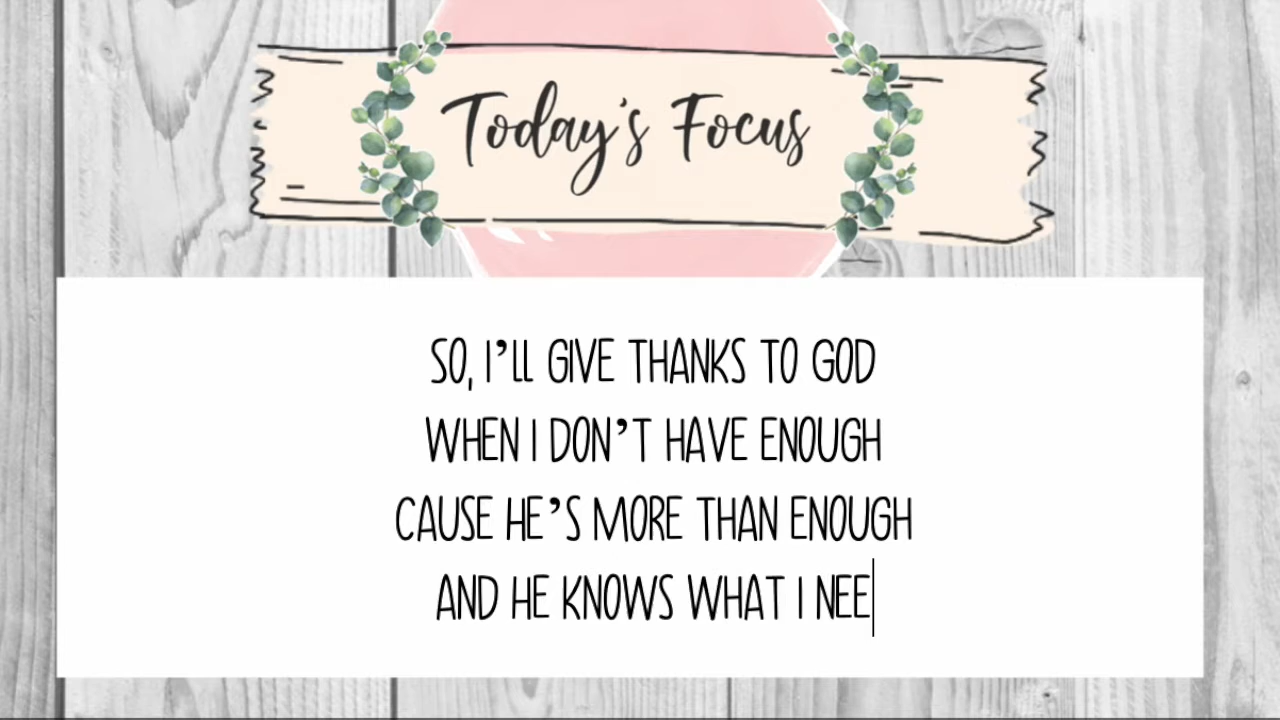 Today's Focus
SO, I'LL GIVE THANKS TO GOD
WHEN I DON'T HAVE ENOUGH
CAUSE HE'S MORE THAN ENOUGH
AND HE KNOWS WHAT I NEE